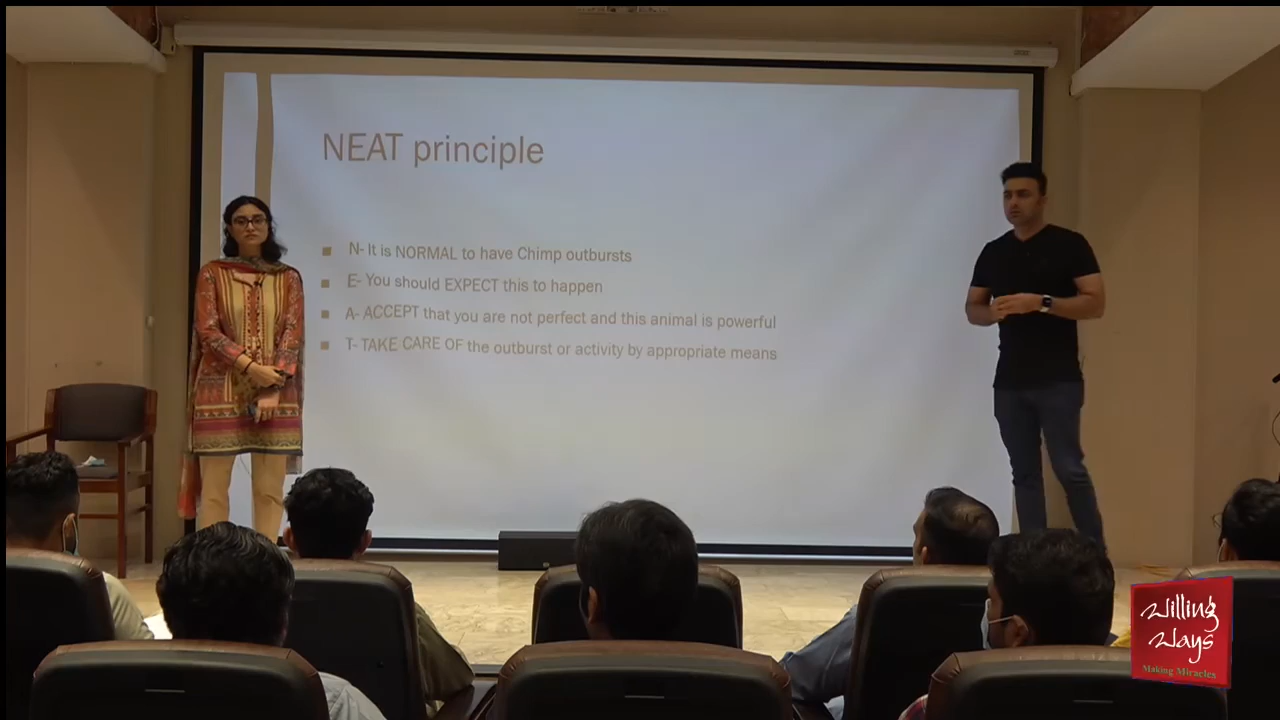 NEAT principle
N- It is NORMAL to have Chimp outbursts
E- You should EXPECT this to happen
A- ACCEPT that you are not perfect and this animal is powerful
T- TAKE CARE OF the outburst or activity by appropriate means
Willing
Ways
Making Miracles